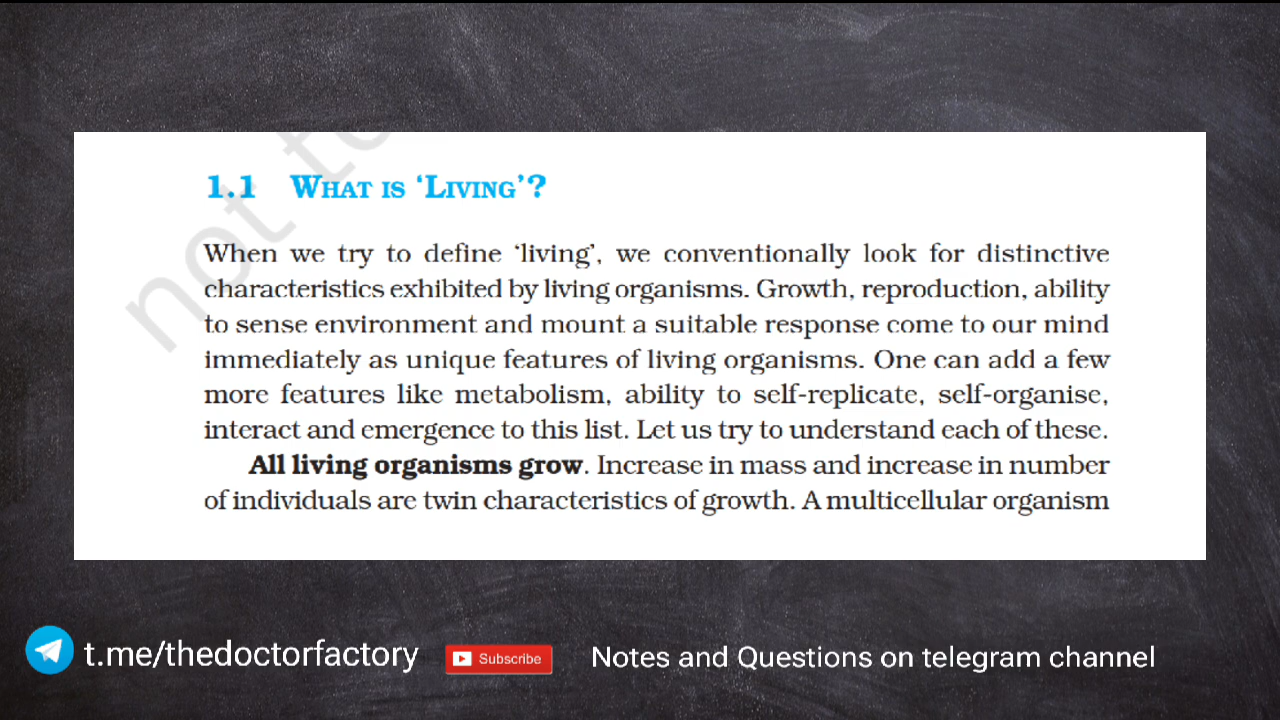 not to
1.1 WHAT IS ‘LIVING’?
When we try to define ‘living’, we conventionally look for distinctive
characteristics exhibited by living organisms. Growth, reproduction, ability
to sense environment and mount a suitable response come to our mind
immediately as unique features of living organisms. One can add a few
more features like metabolism, ability to self-replicate, self-organise,
interact and emergence to this list. Let us try to understand each of these.
All living organisms grow. Increase in mass and increase in number
of individuals are twin characteristics of growth. A multicellular organism
t.me/thedoctorfactory
Subscribe
Notes and Questions on telegram channel